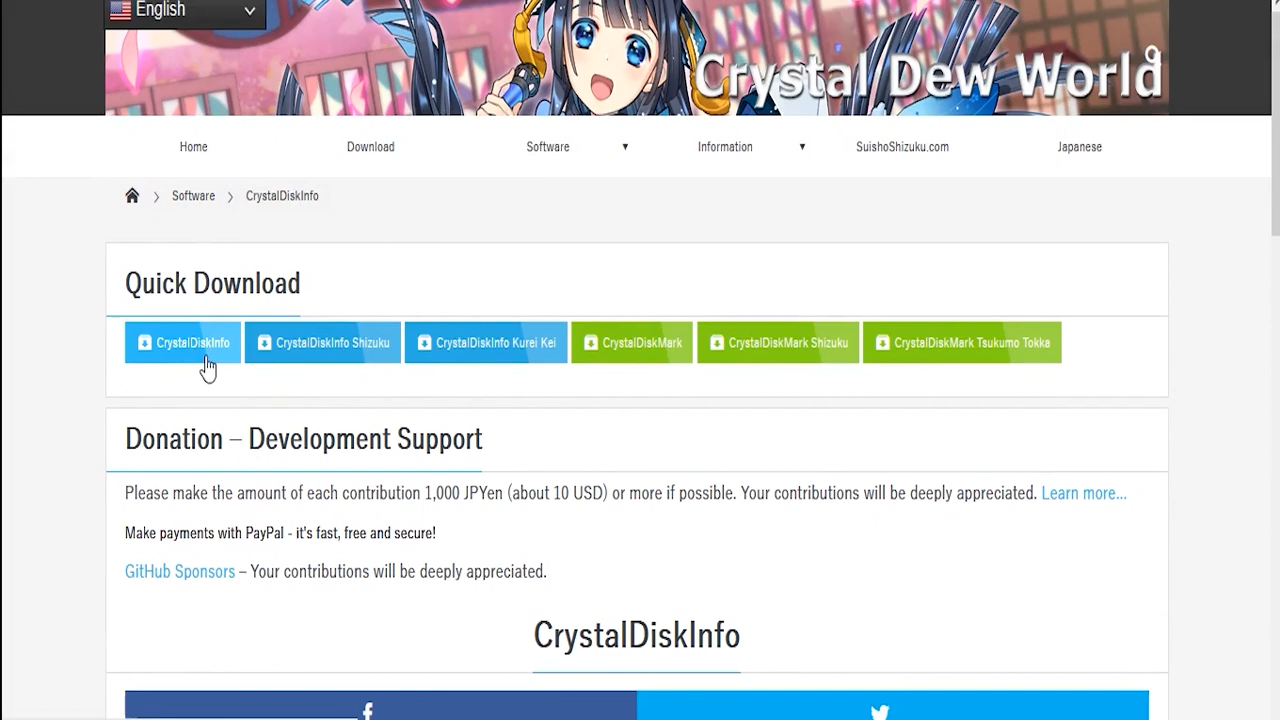 English
Crystal Dew World
Home Download Software ▼ Information ▼ SuishoShizuku.com Japanese
Software > CrystalDiskInfo
Quick Download
CrystalDiskInfo CrystalDiskInfo Shizuku CrystalDiskInfo Kurei Kei CrystalDiskMark CrystalDiskMark Shizuku CrystalDiskMark Tsukumo Tokka
Donation – Development Support
Please make the amount of each contribution 1,000 JPYen (about 10 USD) or more if possible. Your contributions will be deeply appreciated. Learn more...
Make payments with PayPal - it's fast, free and secure!
GitHub Sponsors – Your contributions will be deeply appreciated.
CrystalDiskInfo